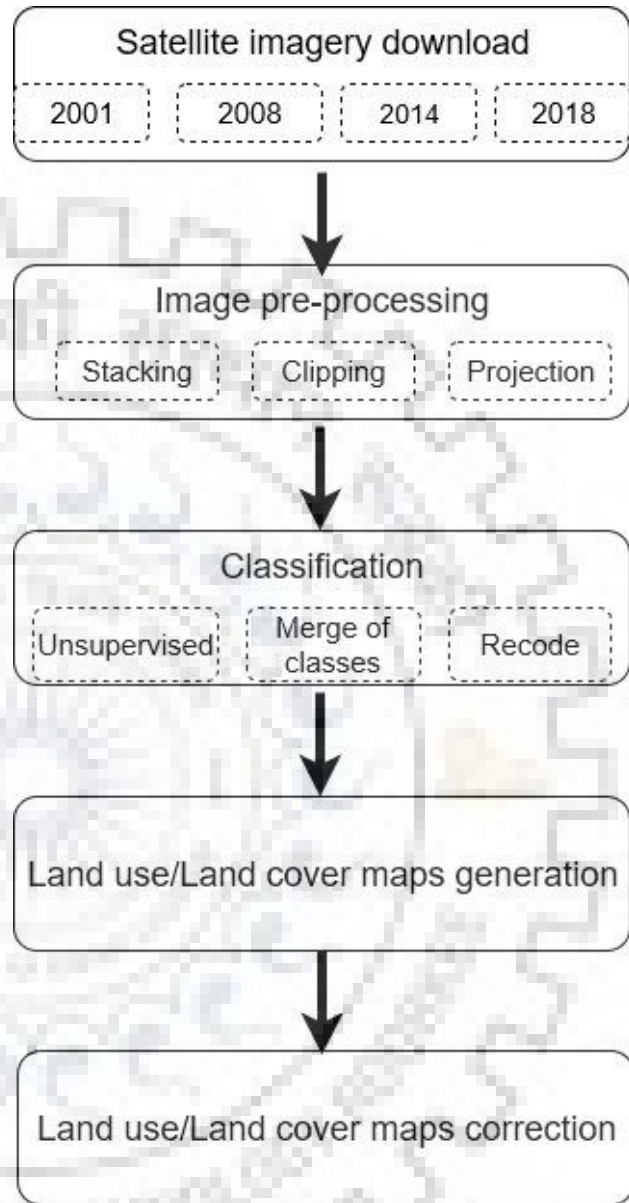 Satellite imagery download
2001 2008 2014 2018
Image pre-processing
Stacking Clipping Projection
Classification
Unsupervised Merge of classes Recode
Land use/Land cover maps generation
Land use/Land cover maps correction